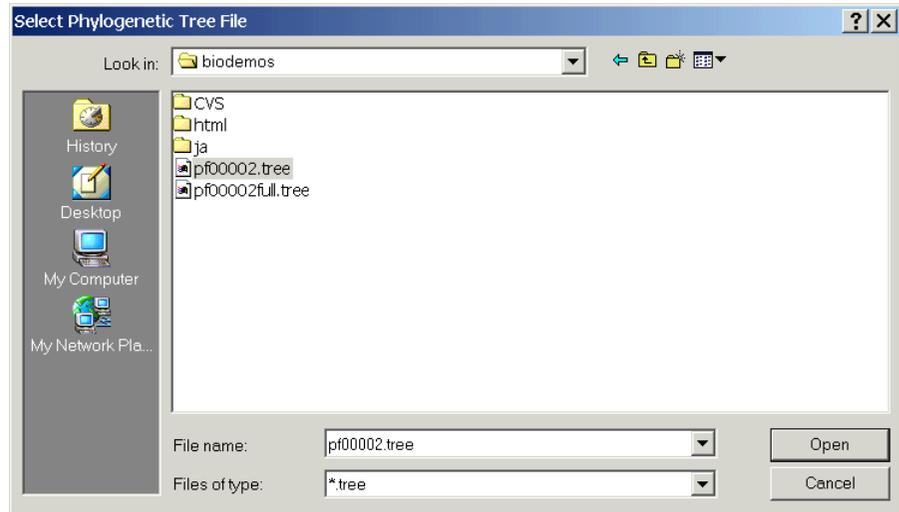 Select Phylogenetic Tree File
Look in:
biodemos
History
Desktop
My Computer
My Network Pla...
CVS
html
ja
pf00002.tree
pf00002full.tree
File name:
pf00002.tree
Open
Files of type:
*.tree
Cancel